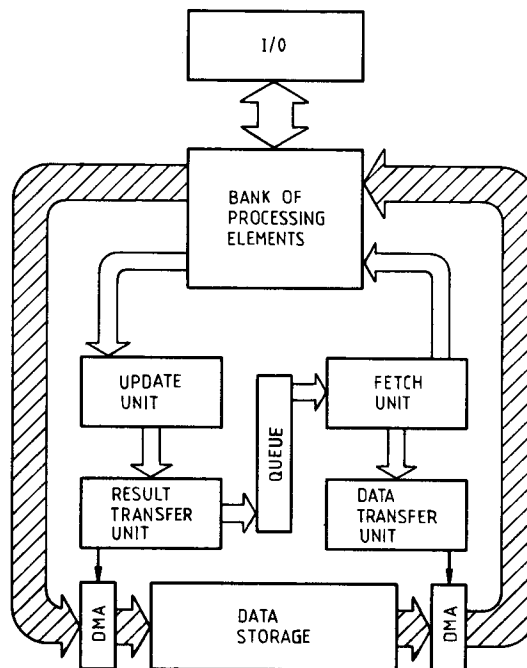 I/O
BANK OF
PROCESSING
ELEMENTS
UPDATE
UNIT
QUEUE
FETCH
UNIT
RESULT
TRANSFER
UNIT
DATA
TRANSFER
UNIT
DMA
DATA
STORAGE
DMA